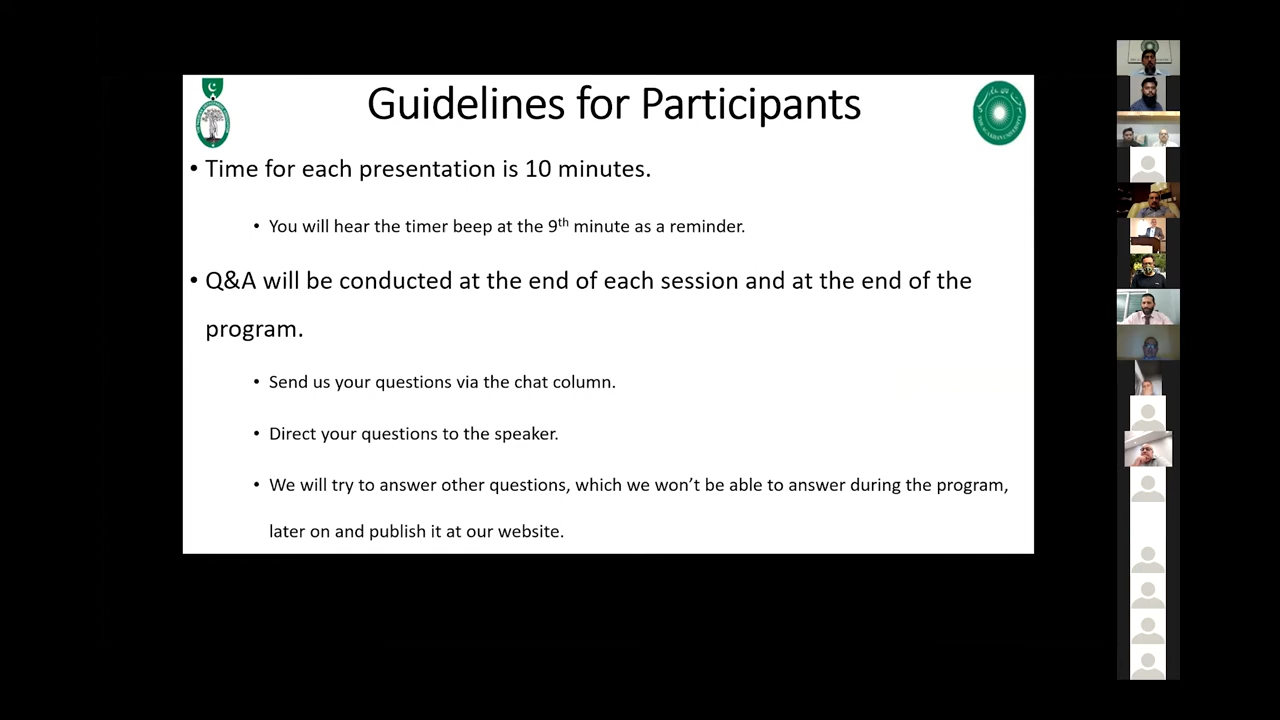 Guidelines for Participants
• Time for each presentation is 10 minutes.
• You will hear the timer beep at the 9th minute as a reminder.
• Q&A will be conducted at the end of each session and at the end of the
program.
• Send us your questions via the chat column.
• Direct your questions to the speaker.
• We will try to answer other questions, which we won’t be able to answer during the program,
later on and publish it at our website.